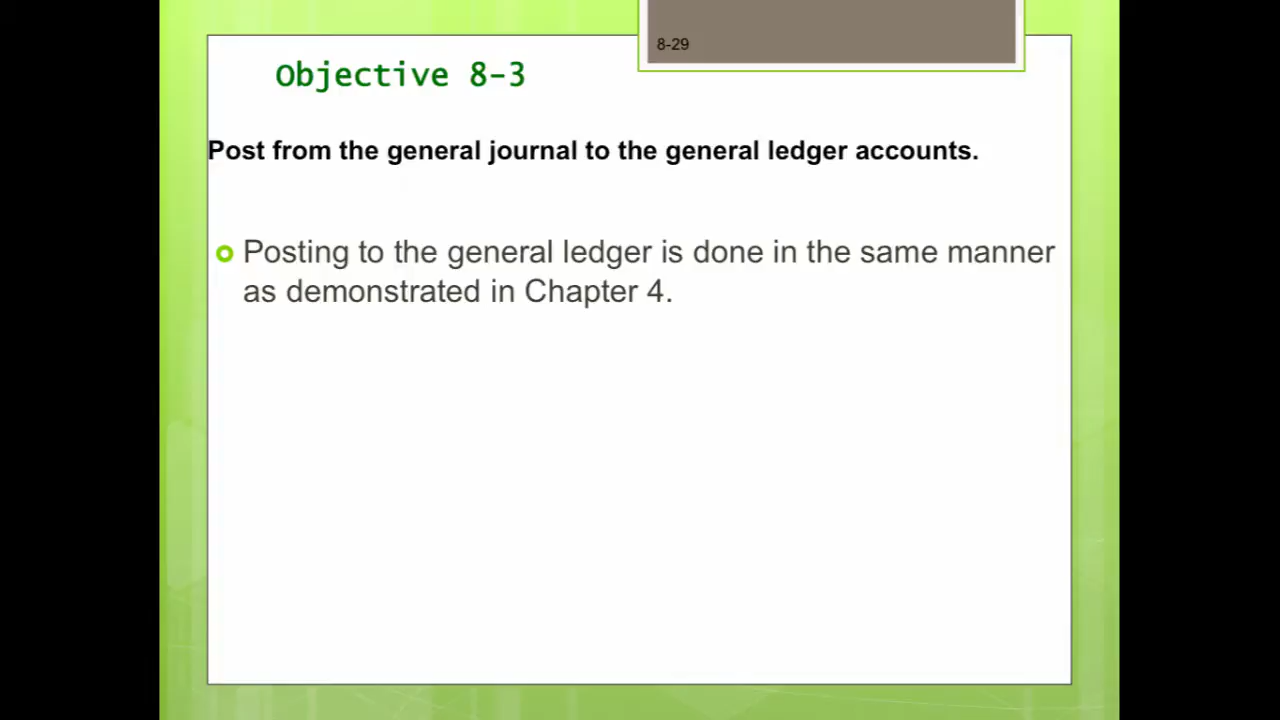 8-29
Objective 8-3
Post from the general journal to the general ledger accounts.
Posting to the general ledger is done in the same manner
as demonstrated in Chapter 4.